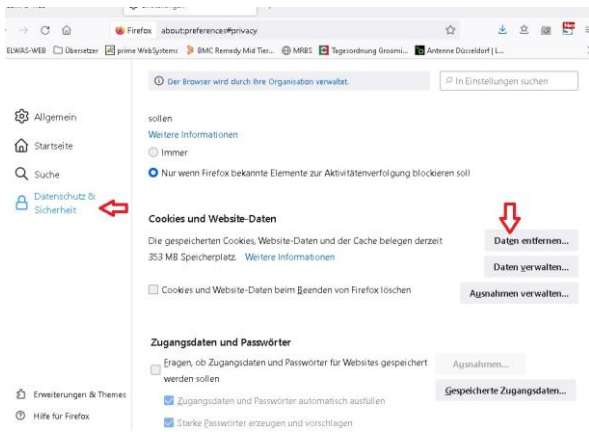 Firefox about:preferences#privacy
ELWAS-WEB Übersetzer prime WebSystems BMC Remedy Mid Tier... MRBS Tagesordnung Groomi... Antenne Düsseldorf | L...
Der Browser wird durch Ihre Organisation verwaltet.
In Einstellungen suchen
Allgemein
Startseite
Suche
Datenschutz &
Sicherheit
Erweiterungen & Themes
Hilfe für Firefox
sollen
Weitere Informationen
Immer
Nur wenn Firefox bekannte Elemente zur Aktivitätenverfolgung blockieren soll
Cookies und Website-Daten
Die gespeicherten Cookies, Website-Daten und der Cache belegen derzeit
353 MB Speicherplatz. Weitere Informationen
Daten entfernen...
Daten verwalten...
Cookies und Website-Daten beim Beenden von Firefox löschen
Ausnahmen verwalten...
Zugangsdaten und Passwörter
Fragen, ob Zugangsdaten und Passwörter für Websites gespeichert
werden sollen
Ausnahmen...
Gespeicherte Zugangsdaten...
Zugangsdaten und Passwörter automatisch ausfüllen
Starke Passwörter erzeugen und vorschlagen